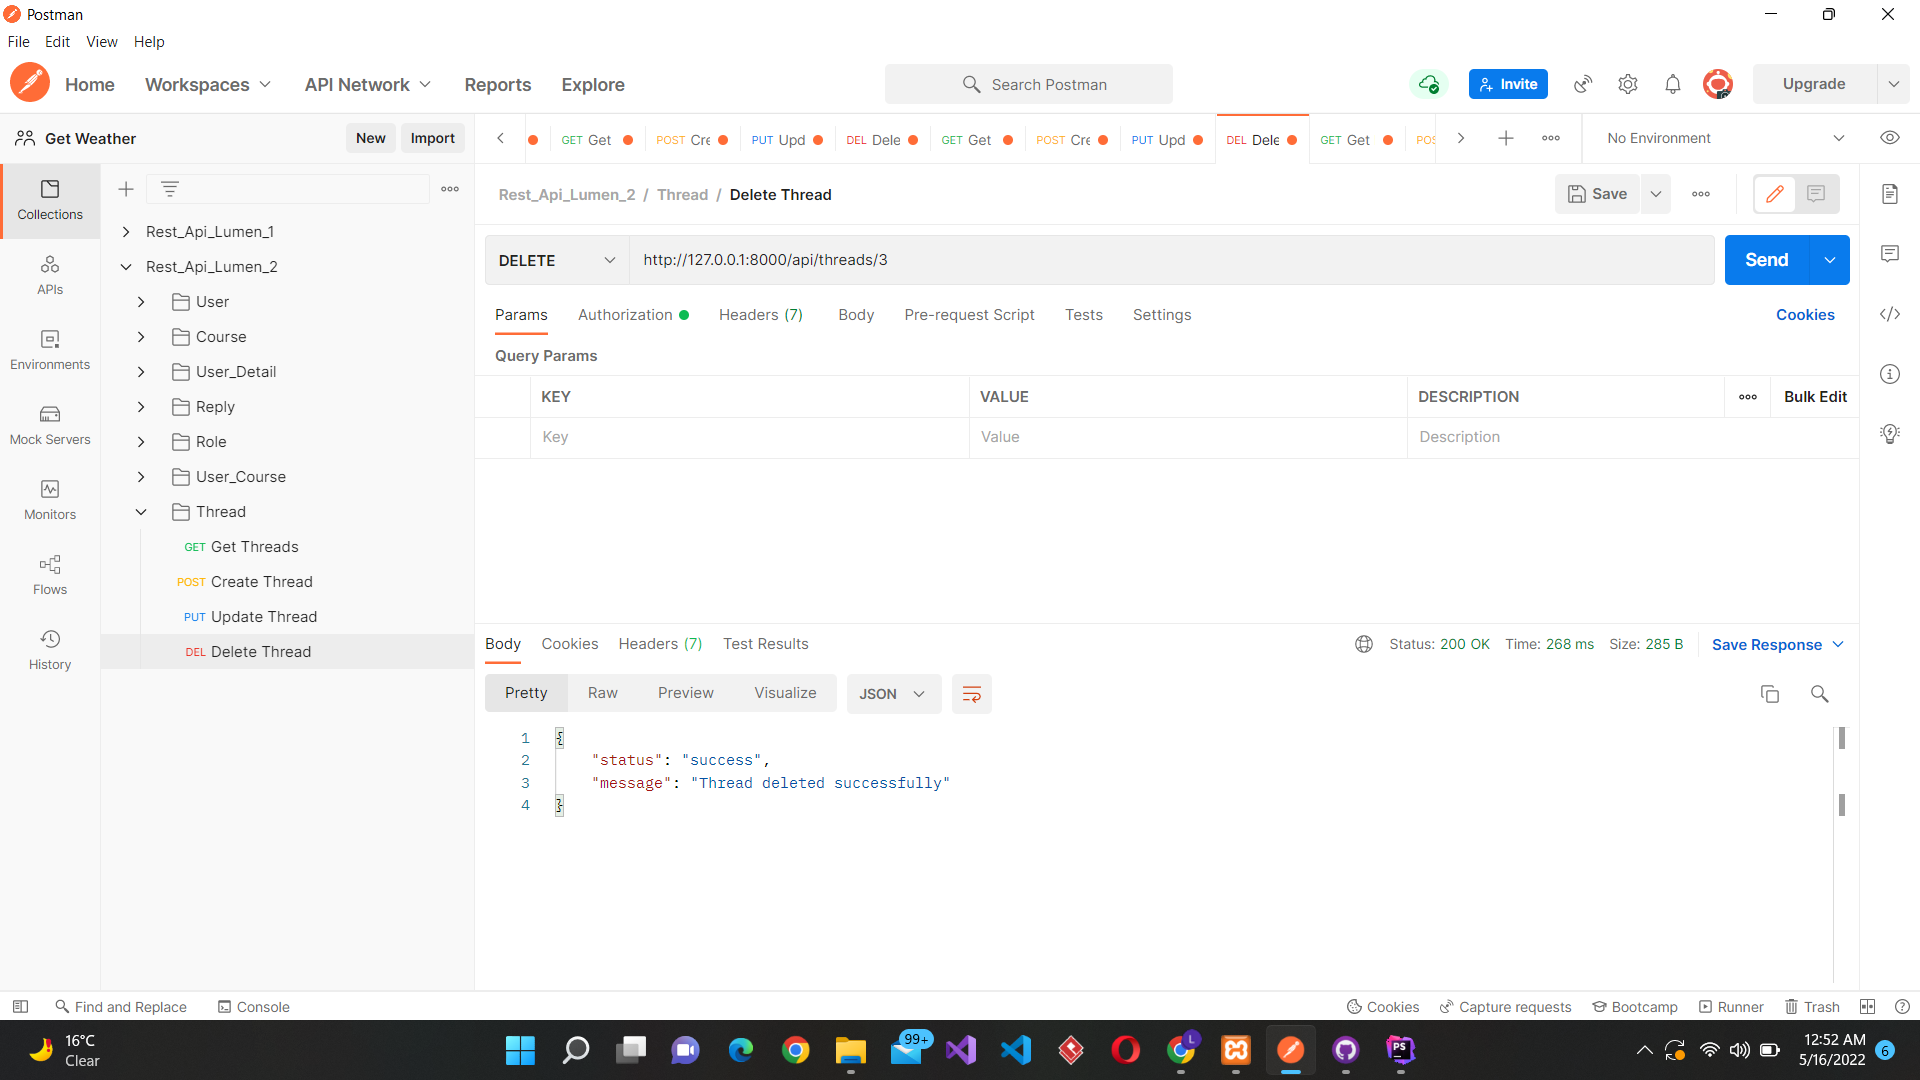 Postman
File Edit View Help
Home Workspaces API Network Reports Explore Search Postman Invite Upgrade
Get Weather New Import GET Get POST Cre PUT Upd DEL Dele GET Get POST Cre PUT Upd DEL Dele GET Get POS No Environment
Collections
APIs
Environments
Mock Servers
Monitors
Flows
History
Rest_Api_Lumen_1
Rest_Api_Lumen_2
User
Course
User_Detail
Reply
Role
User_Course
Thread
GET Get Threads
POST Create Thread
PUT Update Thread
DEL Delete Thread
Rest_Api_Lumen_2 / Thread / Delete Thread Save
DELETE http://127.0.0.1:8000/api/threads/3 Send
Params Authorization Headers (7) Body Pre-request Script Tests Settings Cookies
Query Params
KEY VALUE DESCRIPTION Bulk Edit
Key Value Description
Body Cookies Headers (7) Test Results Status: 200 OK Time: 268 ms Size: 285 B Save Response
Pretty Raw Preview Visualize JSON
1 {
2 "status": "success",
3 "message": "Thread deleted successfully"
4 }
Find and Replace Console Cookies Capture requests Bootcamp Runner Trash
16°C
Clear
99+
L
PS
12:52 AM
5/16/2022
6